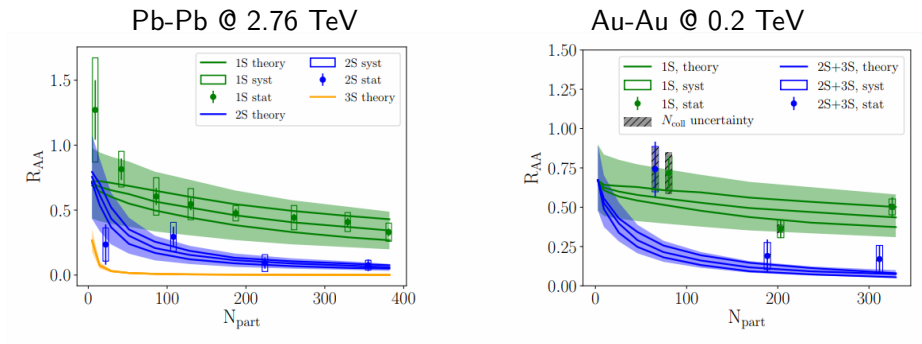 Pb-Pb @ 2.76 TeV
Au-Au @ 0.2 TeV
1S theory
1S syst
1S stat
2S theory
2S syst
2S stat
3S theory
1.5
1.0
0.5
0.0
R_AA
0
100
200
300
400
N_part
1S, theory
1S, syst
1S, stat
N_coll uncertainty
2S+3S, theory
2S+3S, syst
2S+3S, stat
1.50
1.25
1.00
0.75
0.50
0.25
0.00
R_AA
0
100
200
300
N_part